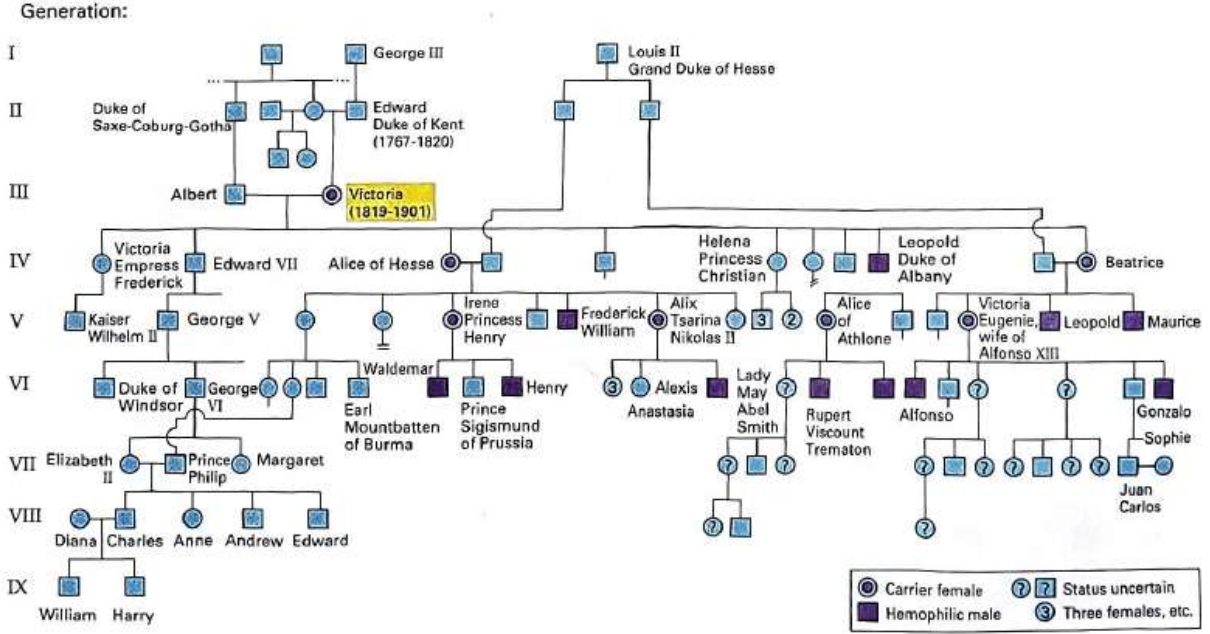 Generation:
I
George III
Louis II
Grand Duke of Hesse
II
Duke of
Saxe-Coburg-Gotha
Edward
Duke of Kent
(1767-1820)
III
Albert
Victoria
(1819-1901)
IV
Victoria
Empress
Frederick
Edward VII
Alice of Hesse
Helena
Princess
Christian
Leopold
Duke of
Albany
Beatrice
V
Kaiser
Wilhelm II
George V
Irene
Princess
Henry
Frederick
William
Alix
Tsarina
Nikolas II
3
2
Alice
of
Athlone
Victoria
Eugenie,
wife of
Alfonso XIII
Leopold
Maurice
VI
Duke of
Windsor
George
VI
Earl
Mountbatten
of Burma
Waldemar
Prince
Sigismund
of Prussia
Henry
3
Alexis
Anastasia
Lady
May
Abel
Smith
?
Rupert
Viscount
Trematon
Alfonso
?
?
Gonzalo
VII
Elizabeth
II
Prince
Philip
Margaret
?
?
?
?
?
?
?
Sophie
Juan
Carlos
VIII
Diana
Charles
Anne
Andrew
Edward
?
?
IX
William
Harry
Carrier female
? ? Status uncertain
Hemophilic male
3 Three females, etc.